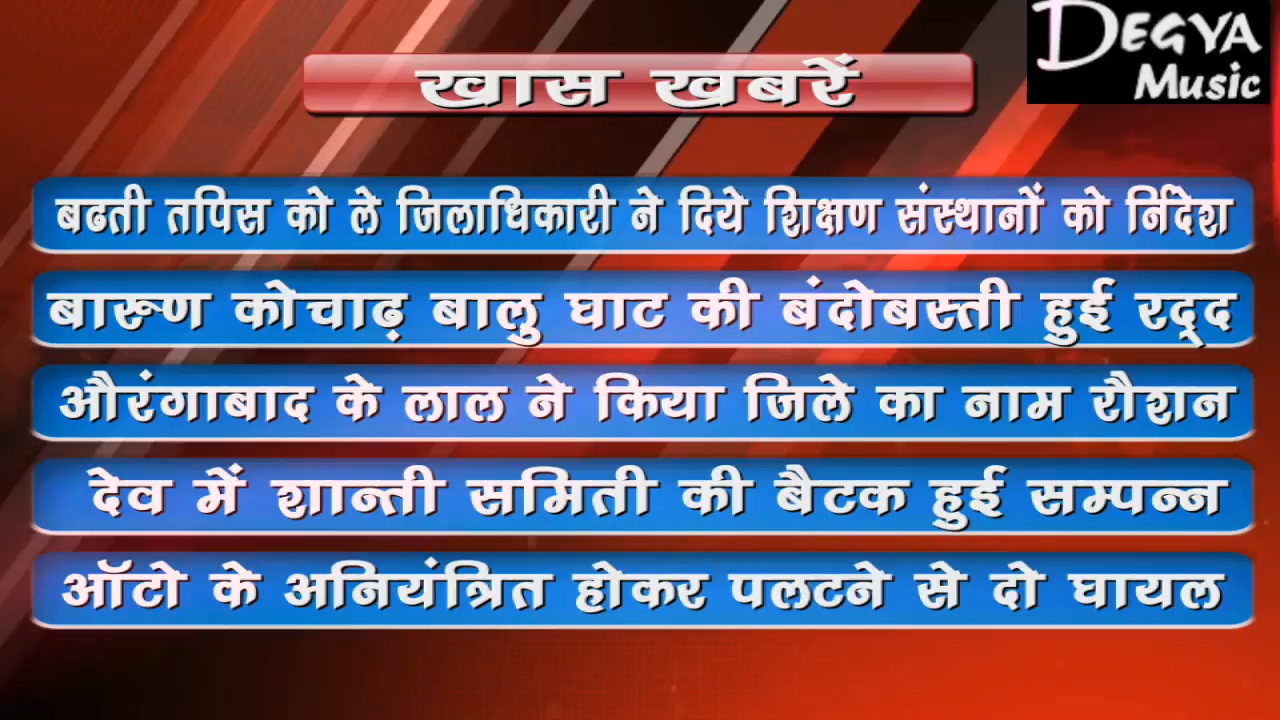 DEGYA
Music
खास खबरें
बढती तपिस को ले जिलाधिकारी ने दिये शिक्षण संस्थानों को र्निदेश
बारूण कोचाढ़ बालु घाट की बंदोबस्ती हुई रद्द
औरंगाबाद के लाल ने किया जिले का नाम रौशन
देव में शान्ती समिती की बैटक हुई सम्पन्न
ऑटो के अनियंत्रित होकर पलटने से दो घायल